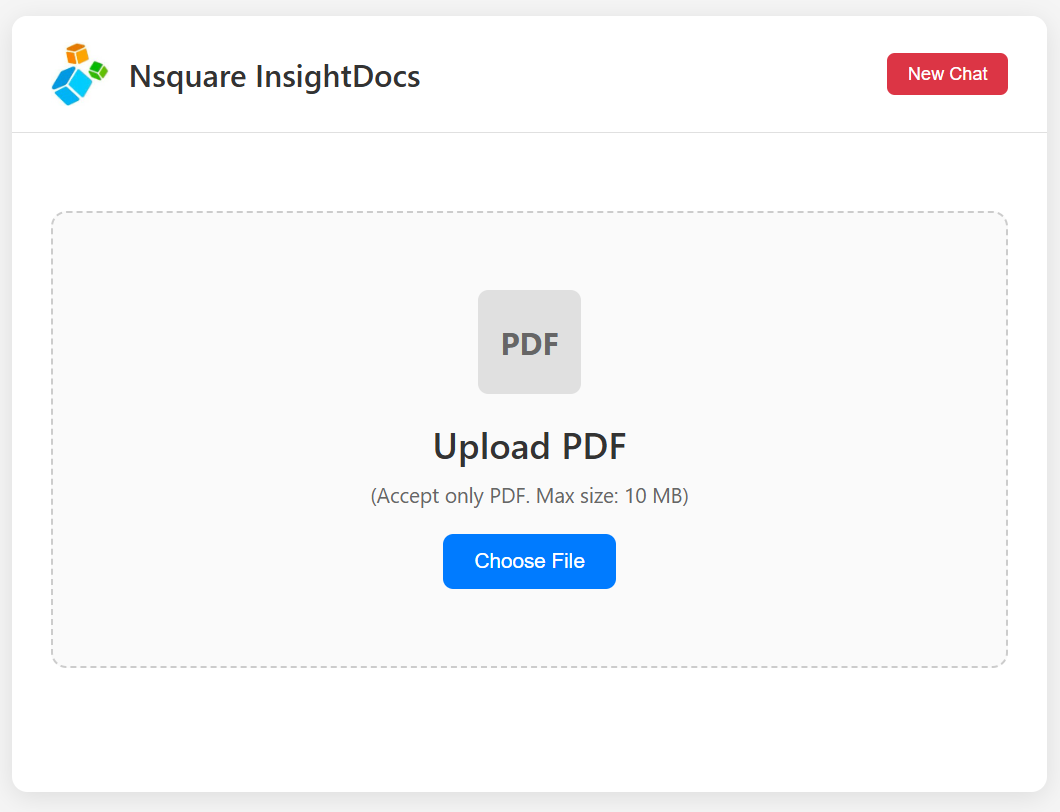 Nsquare InsightDocs
New Chat
PDF
Upload PDF
(Accept only PDF. Max size: 10 MB)
Choose File